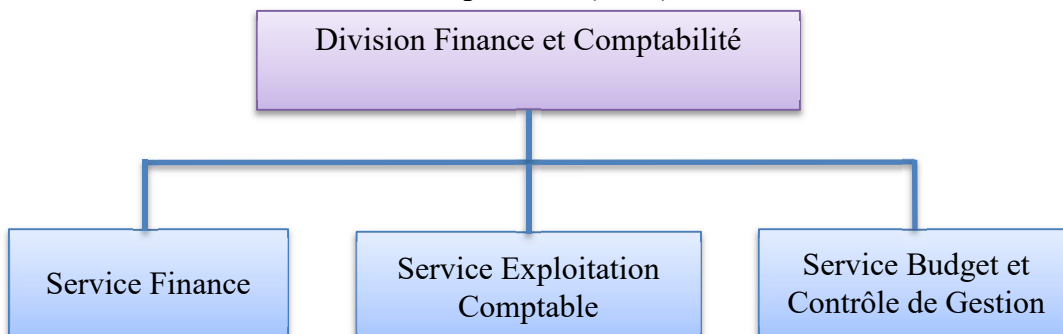 Division Finance et Comptabilité
Service Finance
Service Exploitation
Comptable
Service Budget et
Contrôle de Gestion